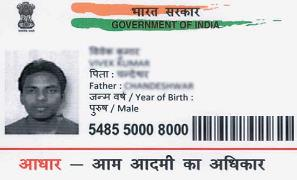 भारत सरकार
GOVERNMENT OF INDIA
विवेक कुमार
VIVEK KUMAR
पिता :
Father : CHANDESHWAR
जन्म वर्ष / Year of Birth :
पुरुष / Male
5485 5000 8000
आधार – आम आदमी का अधिकार